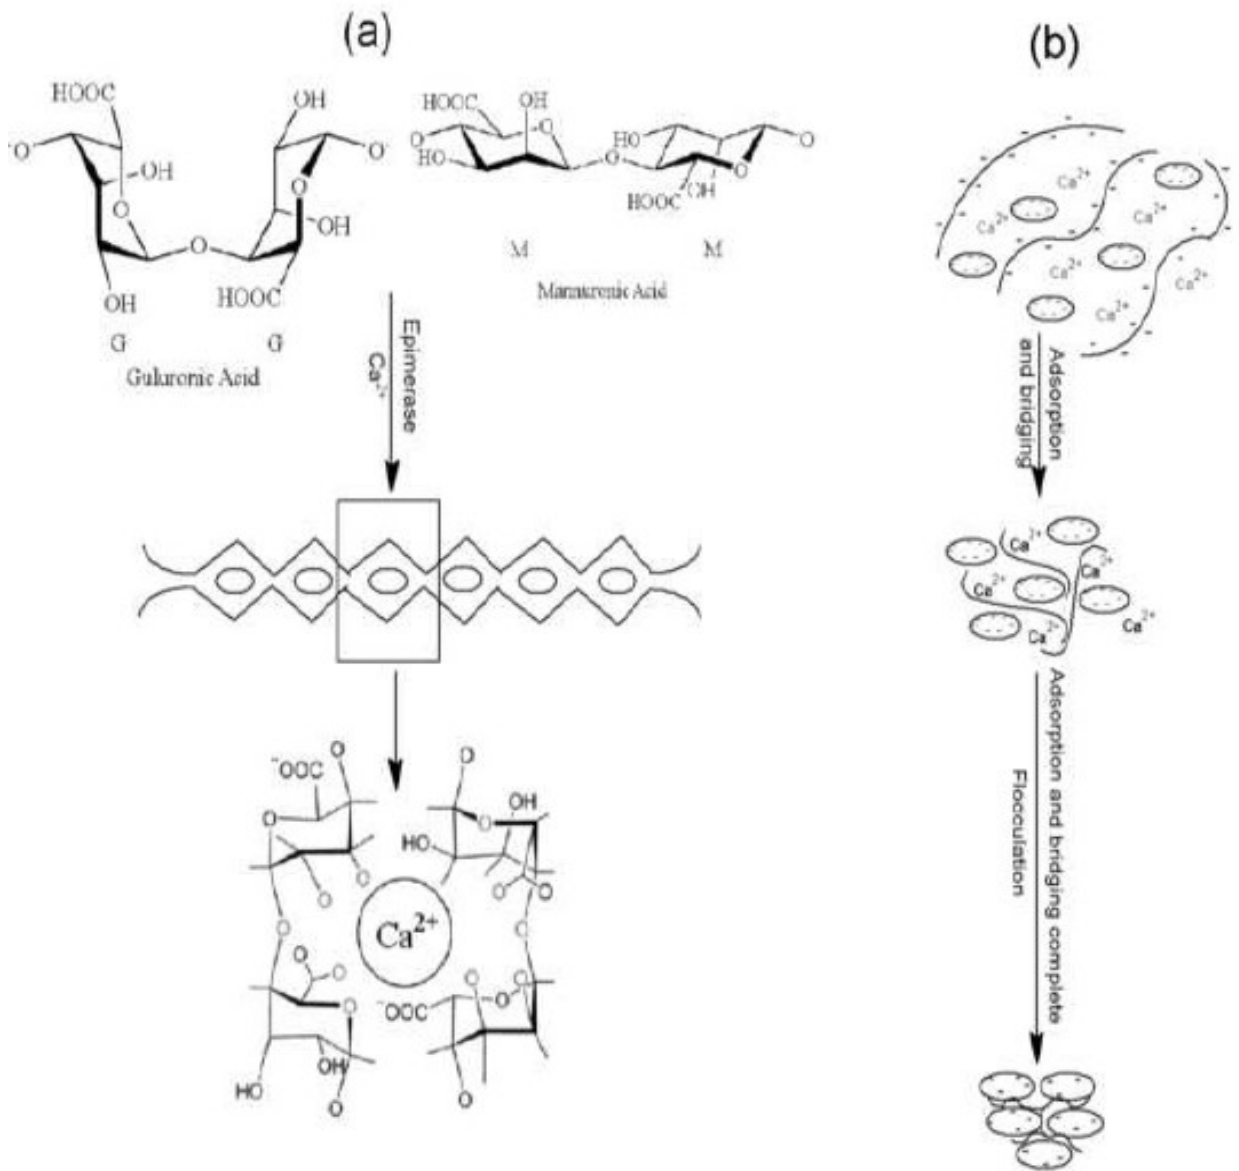 (a)
HOOC
OH
O
O
OH
O
O
O
OH
OH
HOOC
G
G
Guluronic Acid
HOOC
OH
O
O
HO
O
HO
O
O
HOOC
OH
M
M
Mannuronic Acid
Epimerase
Ca²⁺
⁻OOC
O
O
O
O
O
O
O
OH
HO
O
O
O
Ca²⁺
O
O
O
OH
HO
O
⁻OOC
O
O
O
O
(b)
Ca²⁺
Ca²⁺
Ca²⁺
Ca²⁺
Ca²⁺
Ca²⁺
Adsorption
and bridging
Ca²⁺
Ca²⁺
Ca²⁺
Ca²⁺
Ca²⁺
Adsorption and bridging complete
Flocculation